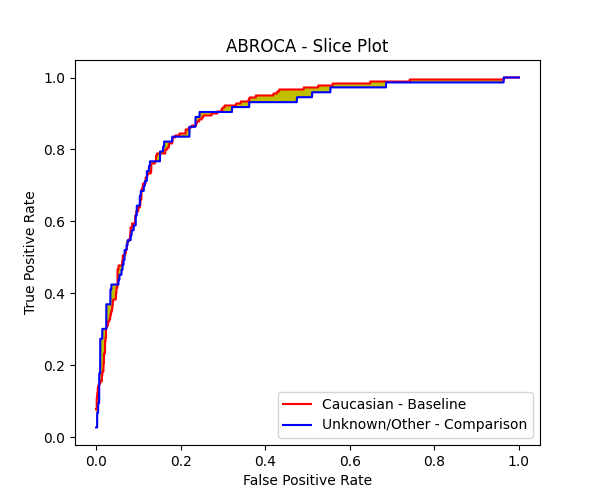 ABROCA - Slice Plot
True Positive Rate
1.0
0.8
0.6
0.4
0.2
0.0
Caucasian - Baseline
Unknown/Other - Comparison
0.0 0.2 0.4 0.6 0.8 1.0
False Positive Rate